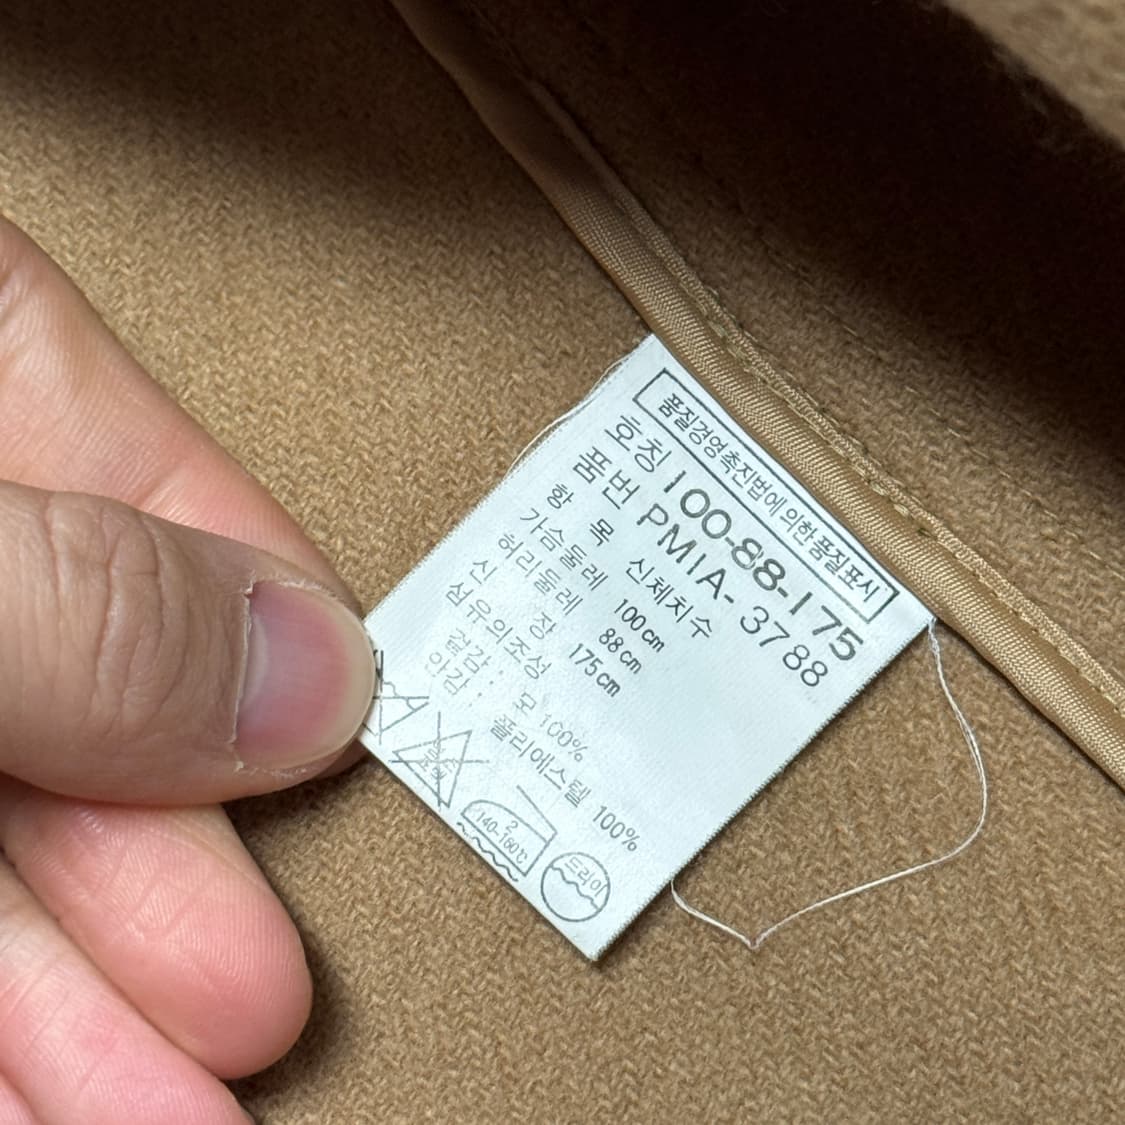 품질경영촉진법에 의한 품질표시
호칭 100-88-175
품번 PMIA-3788
항 목 신체치수
가슴둘레 100cm
허리둘레 88cm
신 장 175cm
섬유의조성
겉감: 모 100%
안감: 폴리에스텔 100%
2
140-160℃
드라이